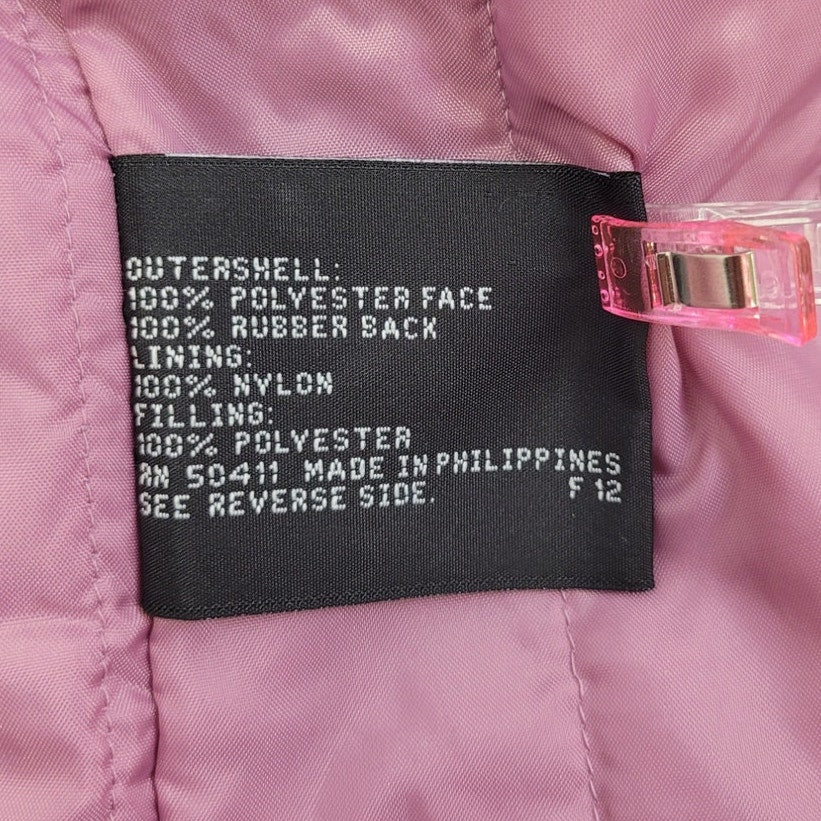 OUTERSHELL:
100% POLYESTER FACE
100% RUBBER BACK
LINING:
100% NYLON
FILLING:
100% POLYESTER
RN 50411 MADE IN PHILIPPINES
SEE REVERSE SIDE. F 12